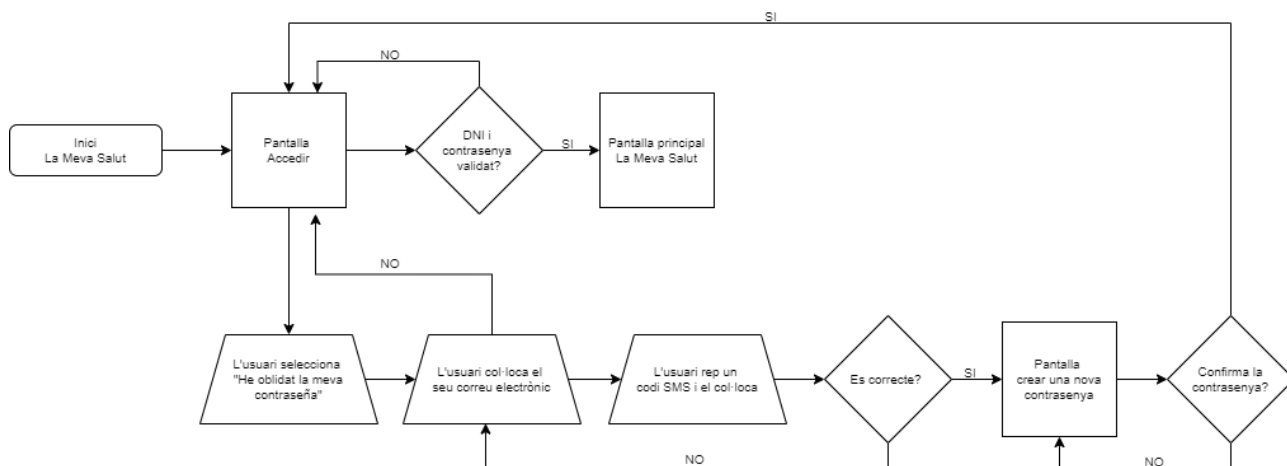 SI
NO
Inici
La Meva Salut
Pantalla
Accedir
DNI i
contrasenya
validat?
SI
Pantalla principal
La Meva Salut
NO
L'usuari selecciona
"He oblidat la meva
contraseña"
L'usuari col·loca el
seu correu electrònic
L'usuari rep un
codi SMS i el col·loca
Es correcte?
SI
Pantalla
crear una nova
contrasenya
Confirma la
contrasenya?
NO
NO